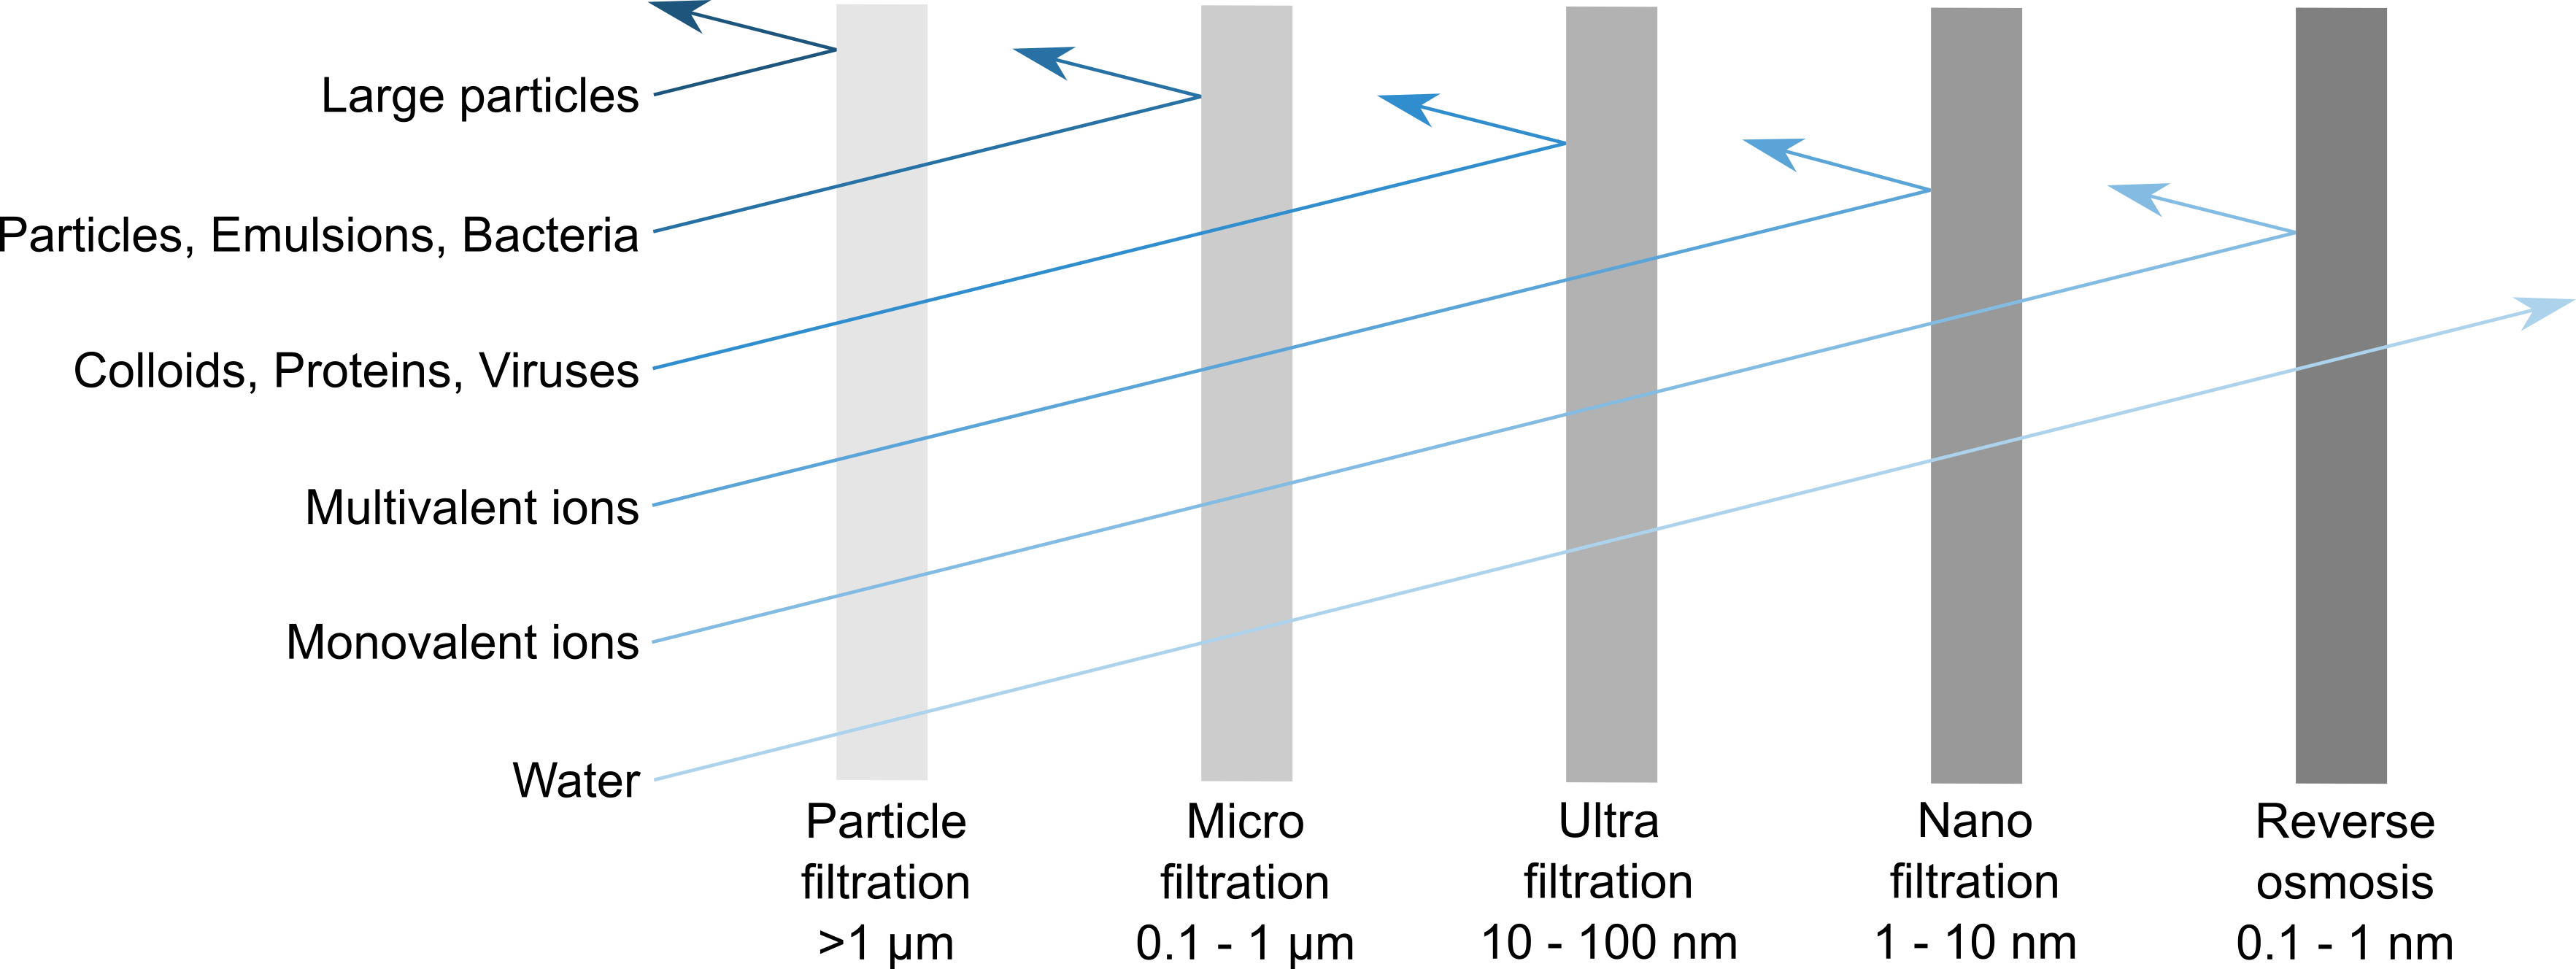 Large particles
Particles, Emulsions, Bacteria
Colloids, Proteins, Viruses
Multivalent ions
Monovalent ions
Water
Particle
filtration
>1 µm
Micro
filtration
0.1 - 1 µm
Ultra
filtration
10 - 100 nm
Nano
filtration
1 - 10 nm
Reverse
osmosis
0.1 - 1 nm